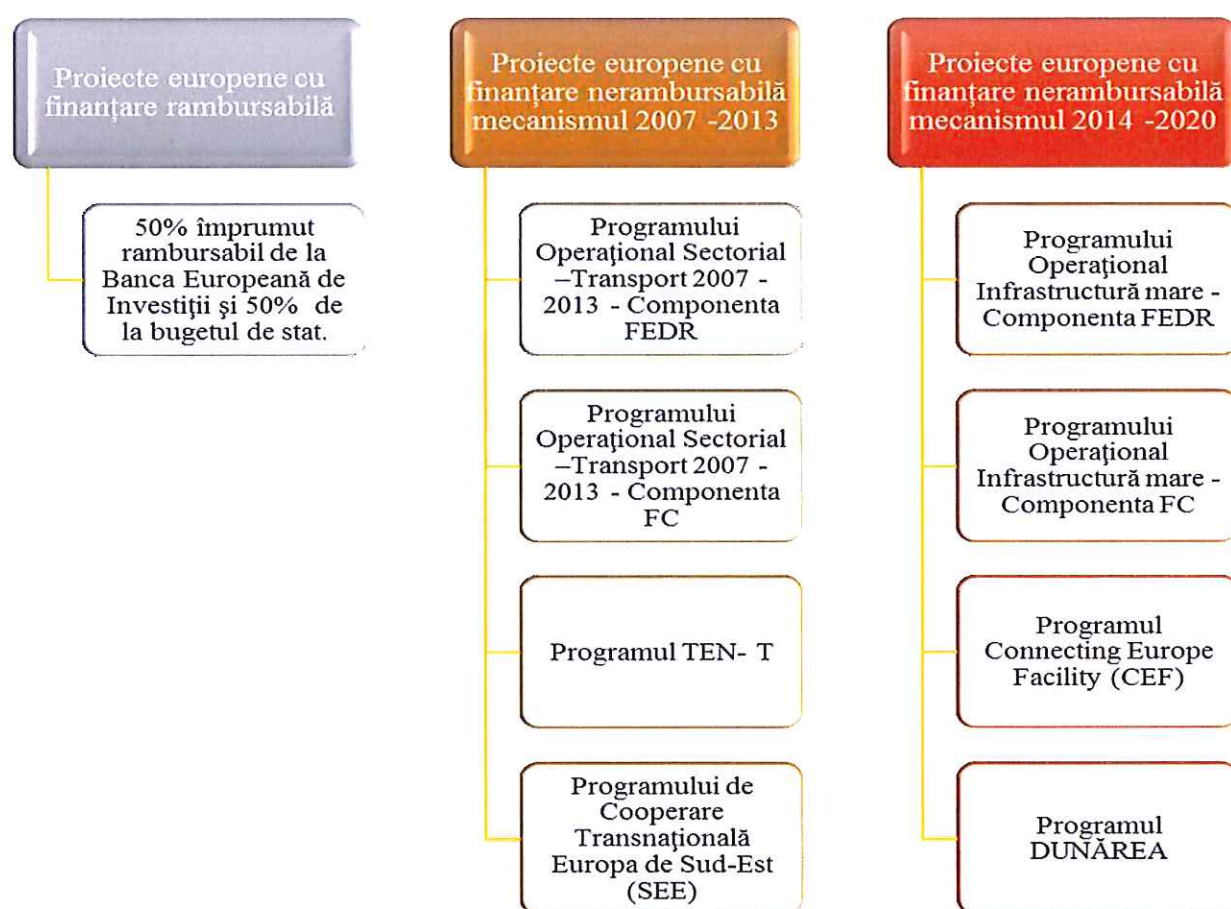 Proiecte europene cu
finanțare rambursabilă
50% împrumut
rambursabil de la
Banca Europeană de
Investiții şi 50% de
la bugetul de stat.
Proiecte europene cu
finanțare nerambursabilă
mecanismul 2007 -2013
Programului
Operaţional Sectorial
–Transport 2007 -
2013 - Componenta
FEDR
Programului
Operaţional Sectorial
–Transport 2007 -
2013 - Componenta
FC
Programul TEN- T
Programului de
Cooperare
Transnaţională
Europa de Sud-Est
(SEE)
Proiecte europene cu
finanțare nerambursabilă
mecanismul 2014 -2020
Programului
Operaţional
Infrastructură mare -
Componenta FEDR
Programului
Operaţional
Infrastructură mare -
Componenta FC
Programul
Connecting Europe
Facility (CEF)
Programul
DUNĂREA